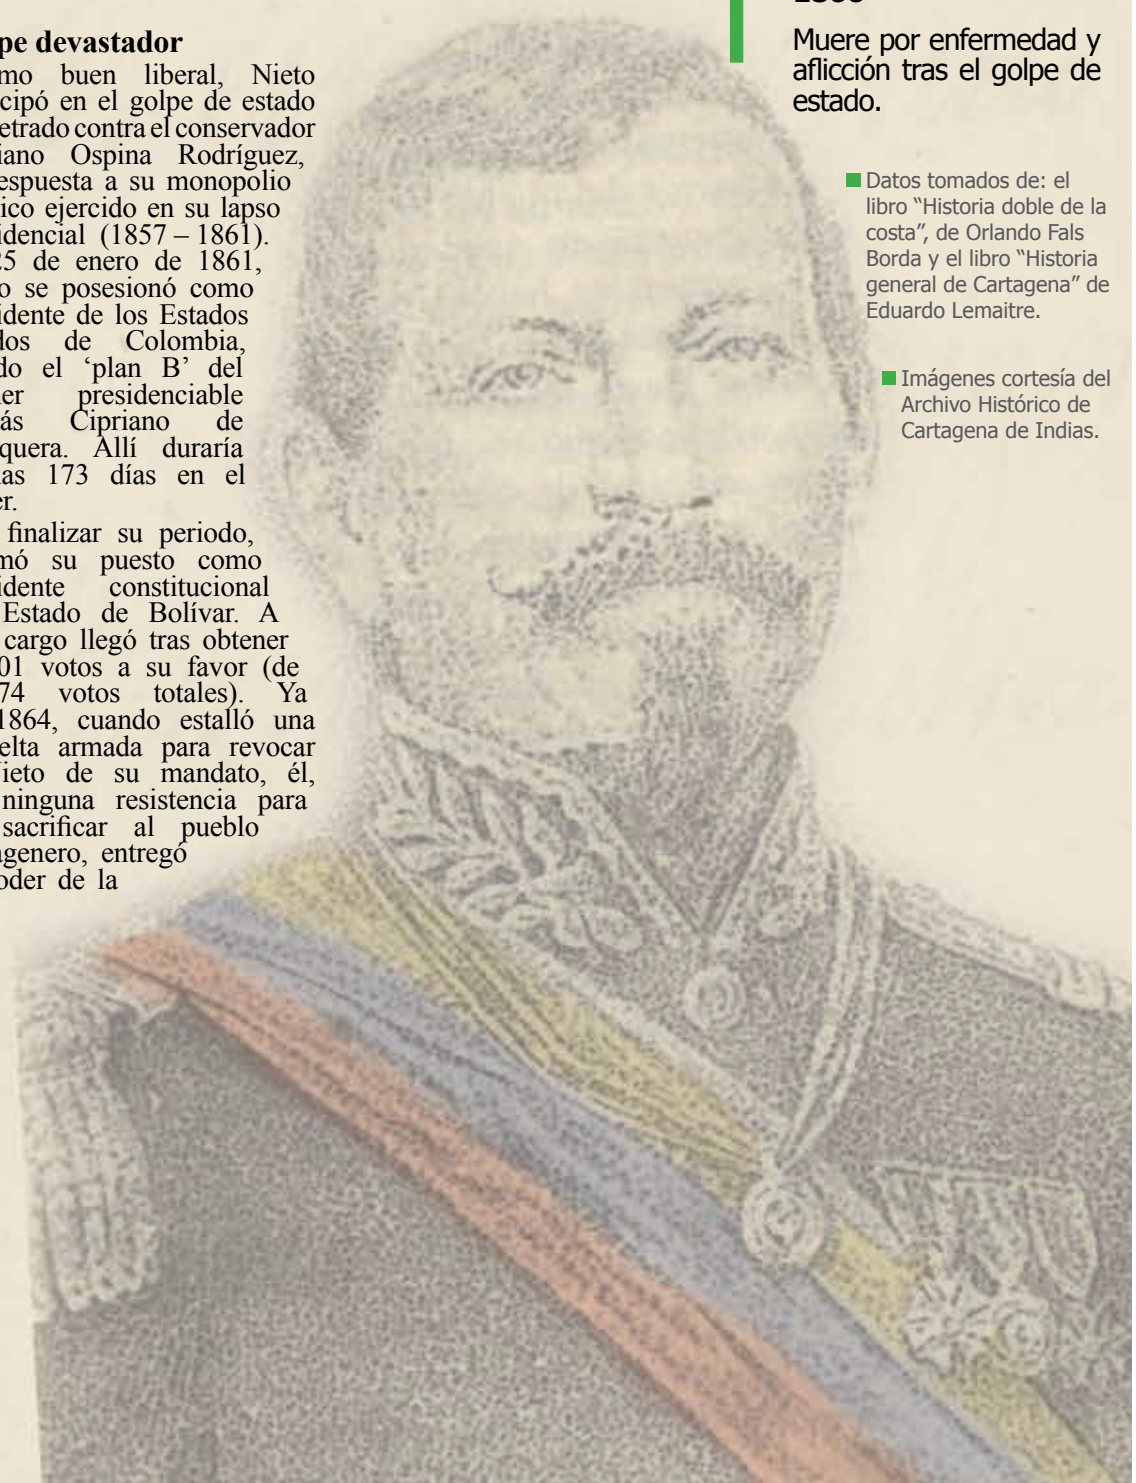 pe devastador
mo buen liberal, Nieto
cipó en el golpe de estado
etrado contra el conservador
iano Ospina Rodríguez,
espuesta a su monopolio
ico ejercido en su lapso
idencial (1857 – 1861).
25 de enero de 1861,
o se posesionó como
idente de los Estados
dos de Colombia,
do el ‘plan B’ del
er presidenciable
ás Cipriano de
quera. Allí duraría
as 173 días en el
er.
finalizar su periodo,
mó su puesto como
idente constitucional
Estado de Bolívar. A
cargo llegó tras obtener
01 votos a su favor (de
74 votos totales). Ya
1864, cuando estalló una
elta armada para revocar
ieto de su mandato, él,
ninguna resistencia para
sacrificar al pueblo
agenero, entregó
oder de la
Muere por enfermedad y
aflicción tras el golpe de
estado.
Datos tomados de: el
libro “Historia doble de la
costa”, de Orlando Fals
Borda y el libro “Historia
general de Cartagena” de
Eduardo Lemaitre.
Imágenes cortesía del
Archivo Histórico de
Cartagena de Indias.